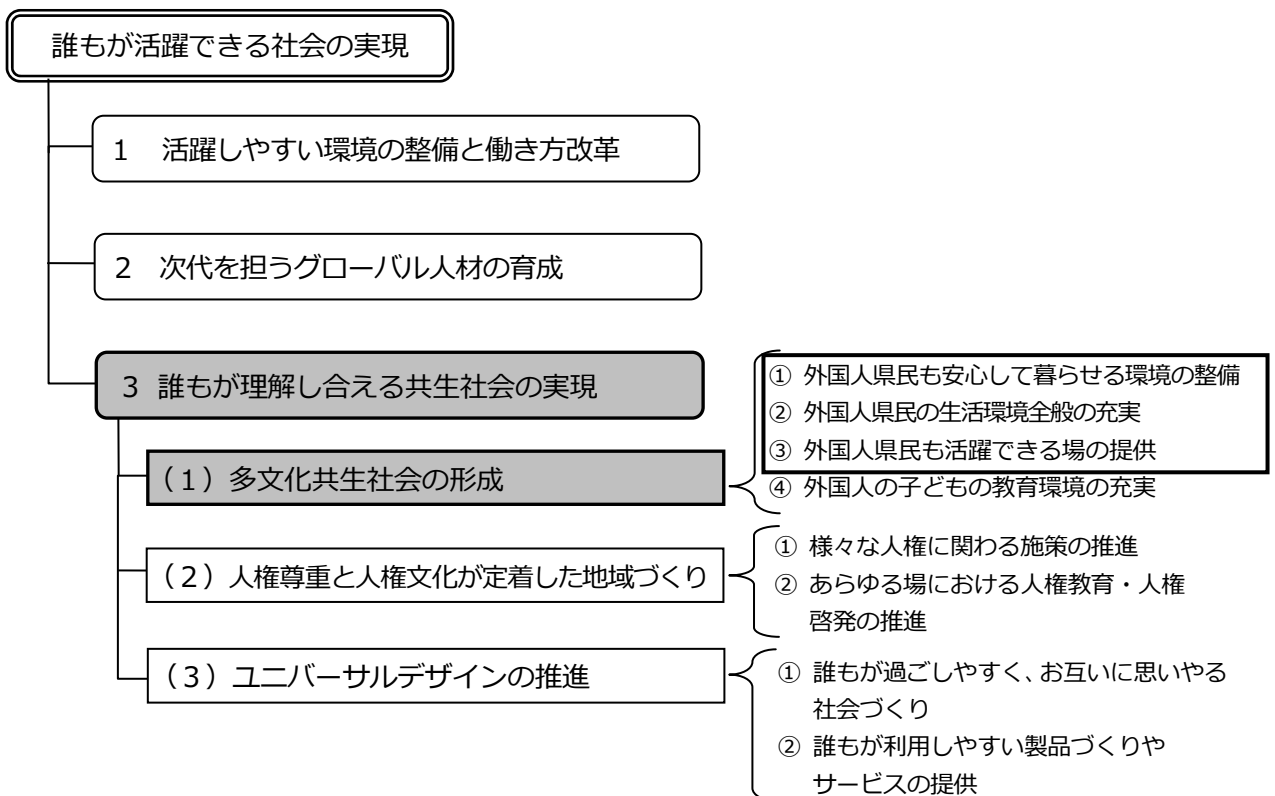 誰もが活躍できる社会の実現
1 活躍しやすい環境の整備と働き方改革
2 次代を担うグローバル人材の育成
3 誰もが理解し合える共生社会の実現
(1)多文化共生社会の形成
① 外国人県民も安心して暮らせる環境の整備
② 外国人県民の生活環境全般の充実
③ 外国人県民も活躍できる場の提供
④ 外国人の子どもの教育環境の充実
(2)人権尊重と人権文化が定着した地域づくり
① 様々な人権に関わる施策の推進
② あらゆる場における人権教育・人権
啓発の推進
(3)ユニバーサルデザインの推進
① 誰もが過ごしやすく、お互いに思いやる
社会づくり
② 誰もが利用しやすい製品づくりや
サービスの提供